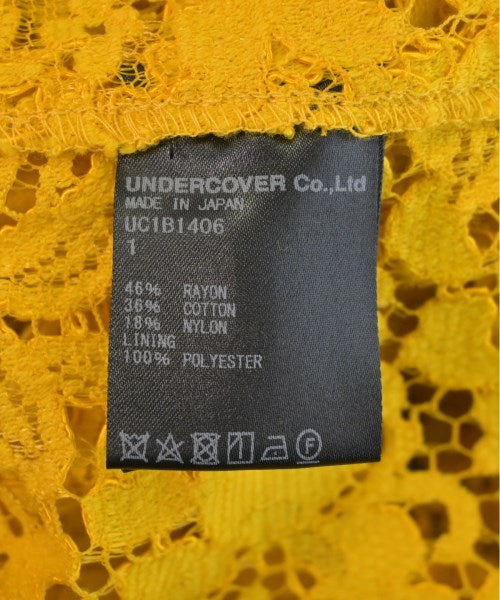 UNDERCOVER Co.,Ltd
MADE IN JAPAN
UC1B1406
1
46% RAYON
36% COTTON
18% NYLON
LINING
100% POLYESTER
F